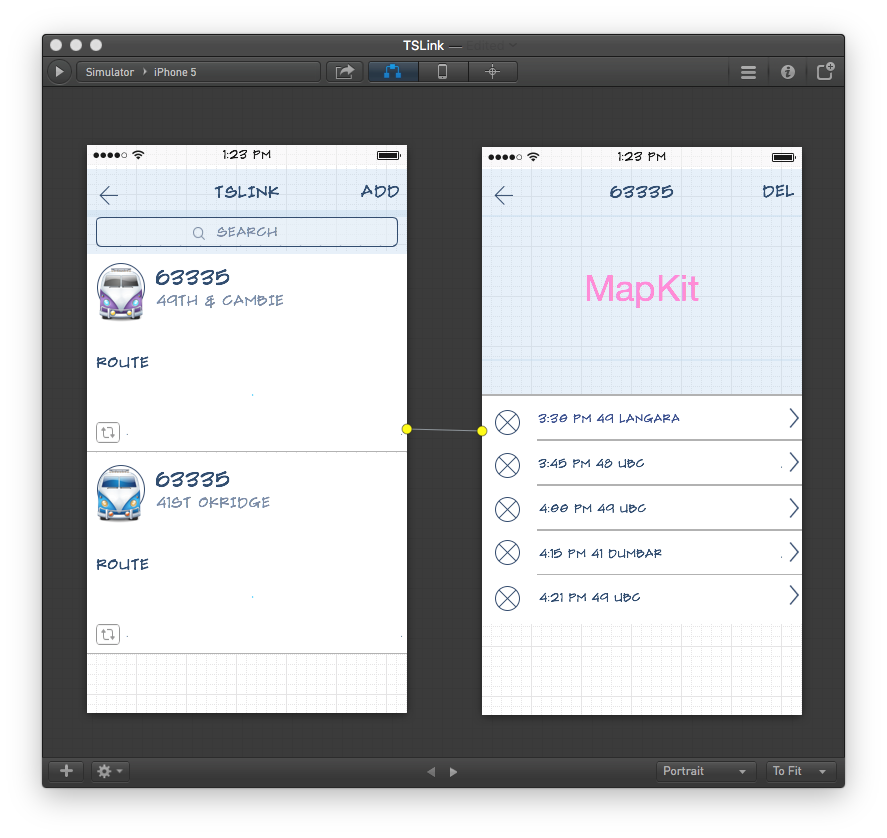 TSLink — Edited
Simulator › iPhone 5
1:23 PM
TSLINK
ADD
SEARCH
63335
49TH & CAMBIE
ROUTE
63335
41ST OKRIDGE
ROUTE
1:23 PM
63335
DEL
MapKit
3:30 PM 49 LANGARA
3:45 PM 48 UBC
4:00 PM 49 UBC
4:15 PM 41 DUMBAR
4:21 PM 49 UBC
Portrait
To Fit